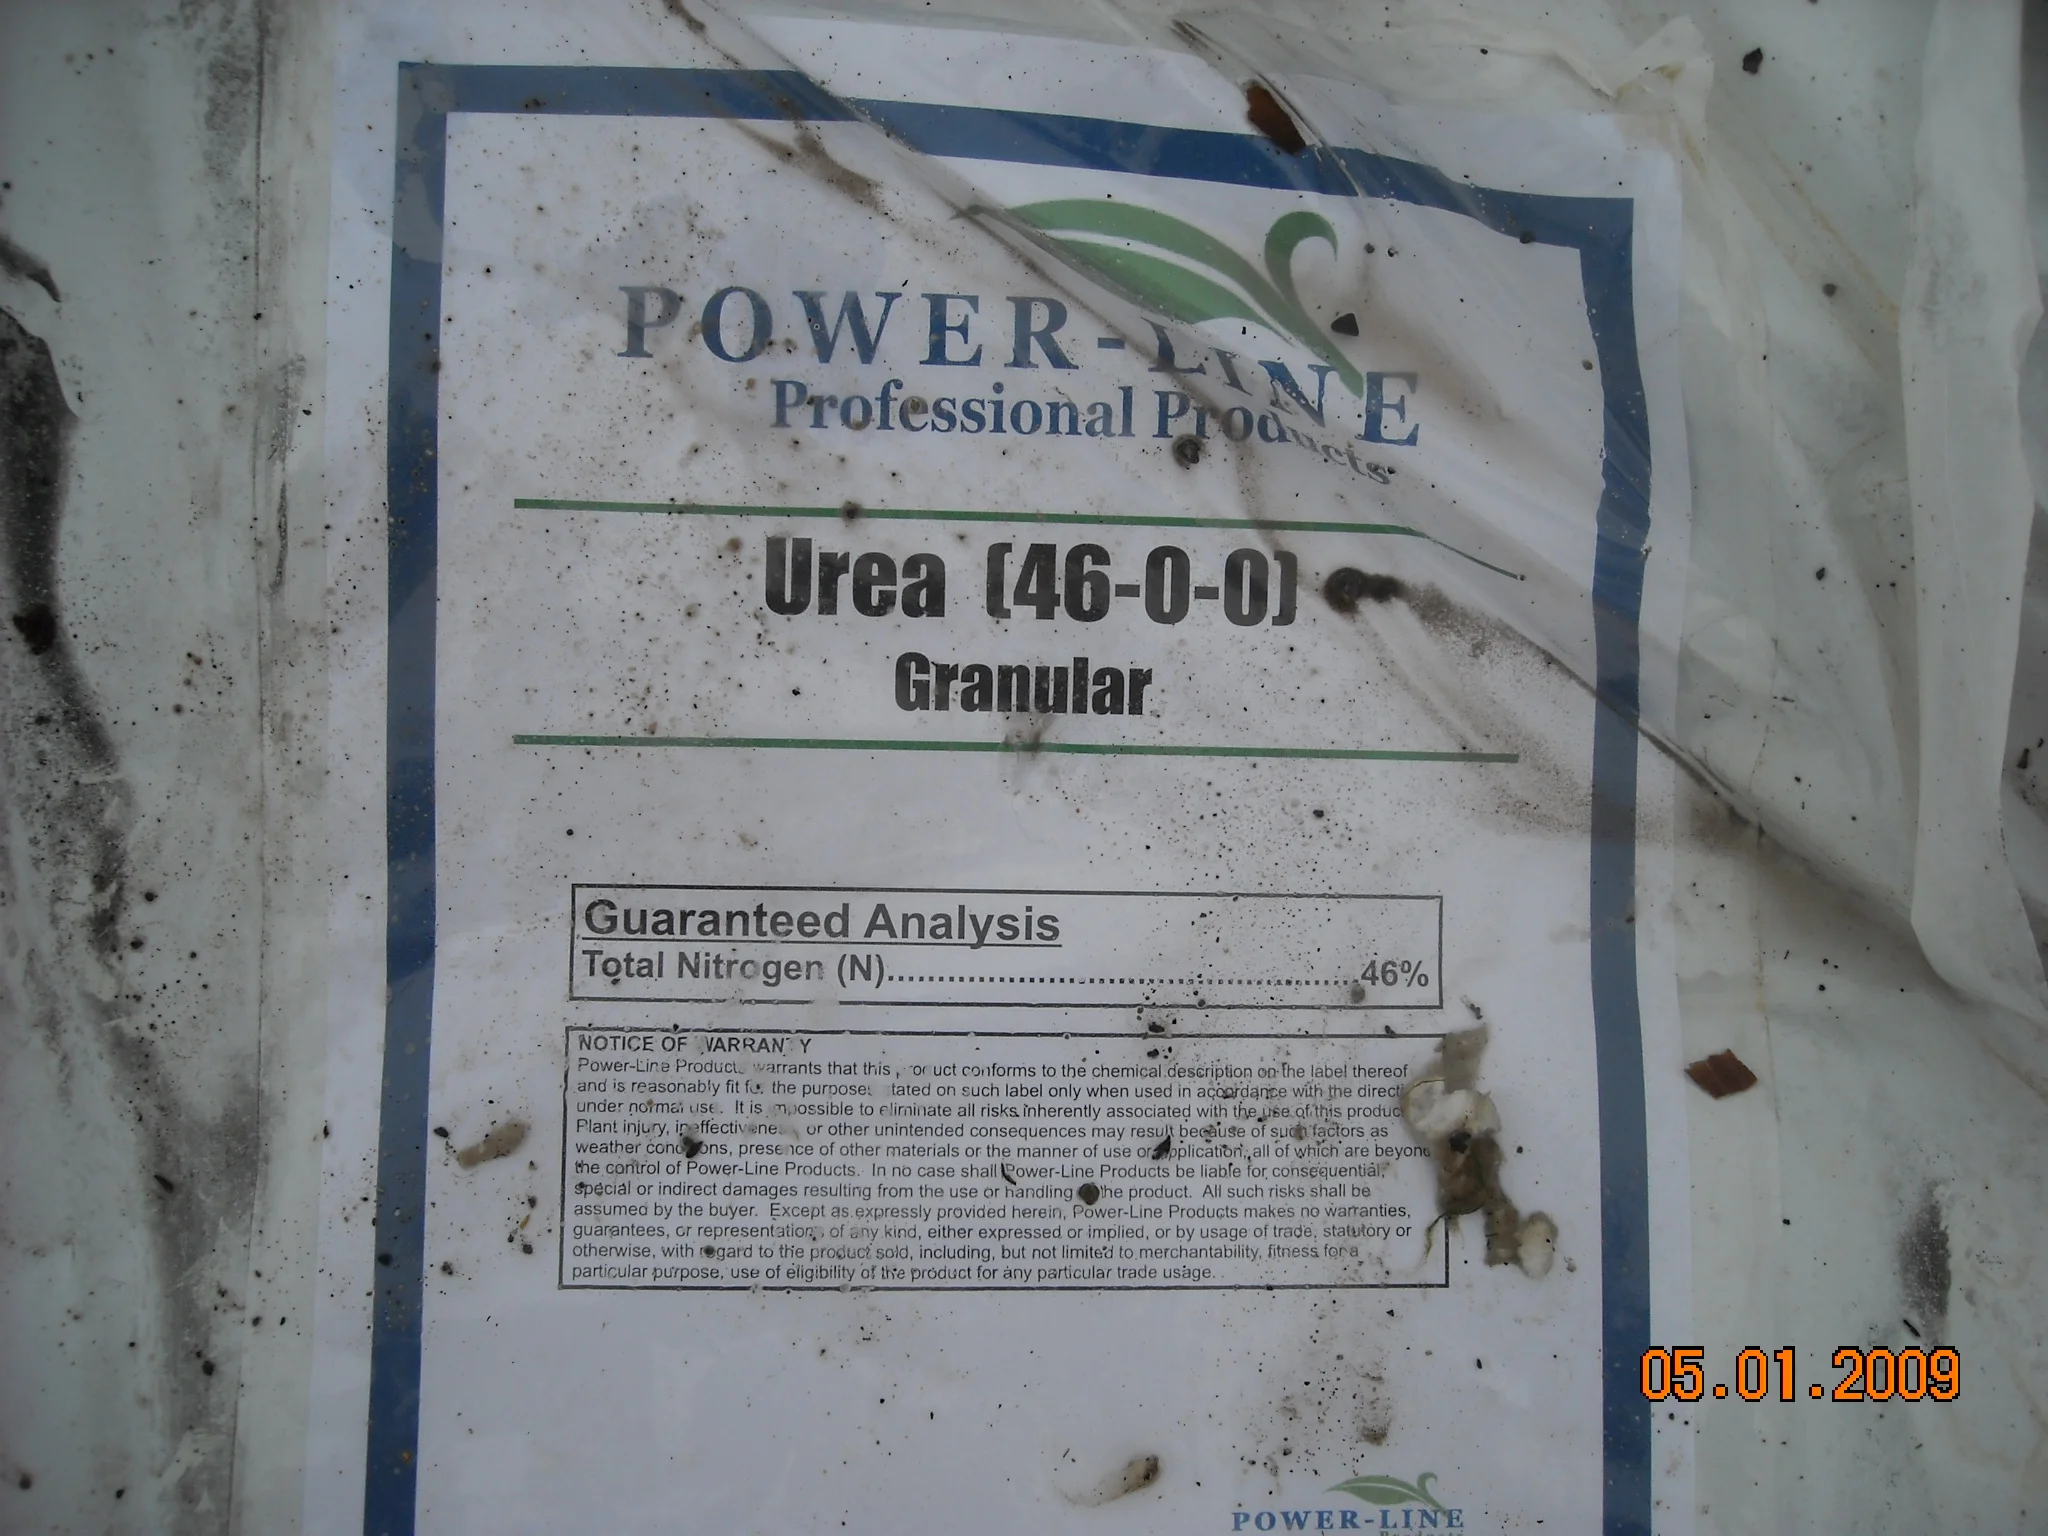 POWER-LINE
Professional Products
Urea (46-0-0)
Granular
Guaranteed Analysis
Total Nitrogen (N)..........................................................46%
NOTICE OF WARRANTY
Power-Line Products warrants that this product conforms to the chemical description on the label thereof
and is reasonably fit for the purposes stated on such label only when used in accordance with the directi
under normal use. It is impossible to eliminate all risks inherently associated with the use of this product
Plant injury, ineffectiveness or other unintended consequences may result because of such factors as
weather conditions, presence of other materials or the manner of use or application, all of which are beyond
the control of Power-Line Products. In no case shall Power-Line Products be liable for consequential,
special or indirect damages resulting from the use or handling the product. All such risks shall be
assumed by the buyer. Except as expressly provided herein, Power-Line Products makes no warranties,
guarantees, or representations of any kind, either expressed or implied, or by usage of trade, statutory or
otherwise, with regard to the product sold, including, but not limited to merchantability, fitness for a
particular purpose, use of eligibility of the product for any particular trade usage.
05.01.2009
POWER-LINE
Products